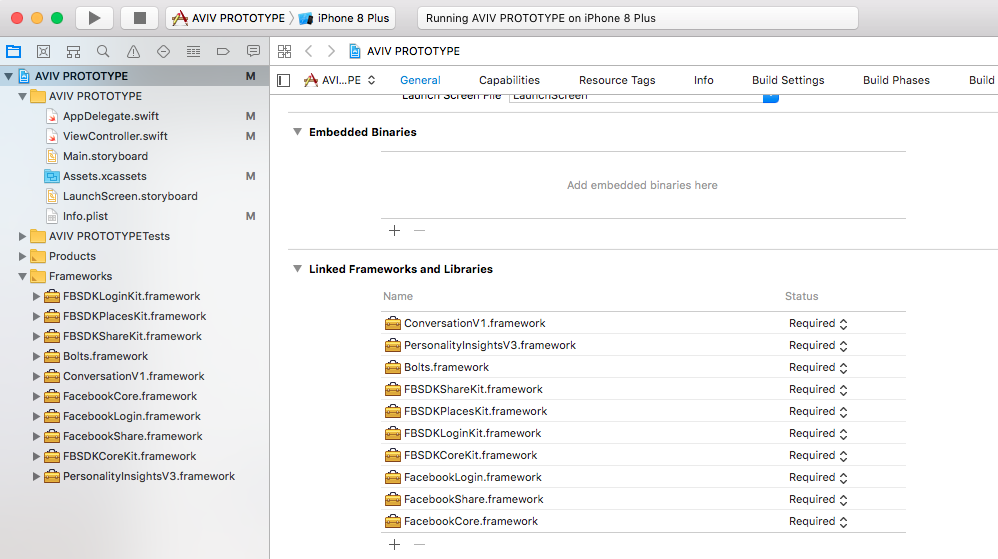 AVIV PROTOTYPE iPhone 8 Plus
Running AVIV PROTOTYPE on iPhone 8 Plus
AVIV PROTOTYPE M
AVIV PROTOTYPE
AppDelegate.swift M
ViewController.swift M
Main.storyboard
Assets.xcassets M
LaunchScreen.storyboard
Info.plist M
AVIV PROTOTYPETests
Products
Frameworks
FBSDKLoginKit.framework
FBSDKPlacesKit.framework
FBSDKShareKit.framework
Bolts.framework
ConversationV1.framework
FacebookCore.framework
FacebookLogin.framework
FacebookShare.framework
FBSDKCoreKit.framework
PersonalityInsightsV3.framework
AVIV PROTOTYPE
AVI...PE General Capabilities Resource Tags Info Build Settings Build Phases Build
Launch Screen File LaunchScreen
Embedded Binaries
Add embedded binaries here
Linked Frameworks and Libraries
Name Status
ConversationV1.framework Required
PersonalityInsightsV3.framework Required
Bolts.framework Required
FBSDKShareKit.framework Required
FBSDKPlacesKit.framework Required
FBSDKLoginKit.framework Required
FBSDKCoreKit.framework Required
FacebookLogin.framework Required
FacebookShare.framework Required
FacebookCore.framework Required